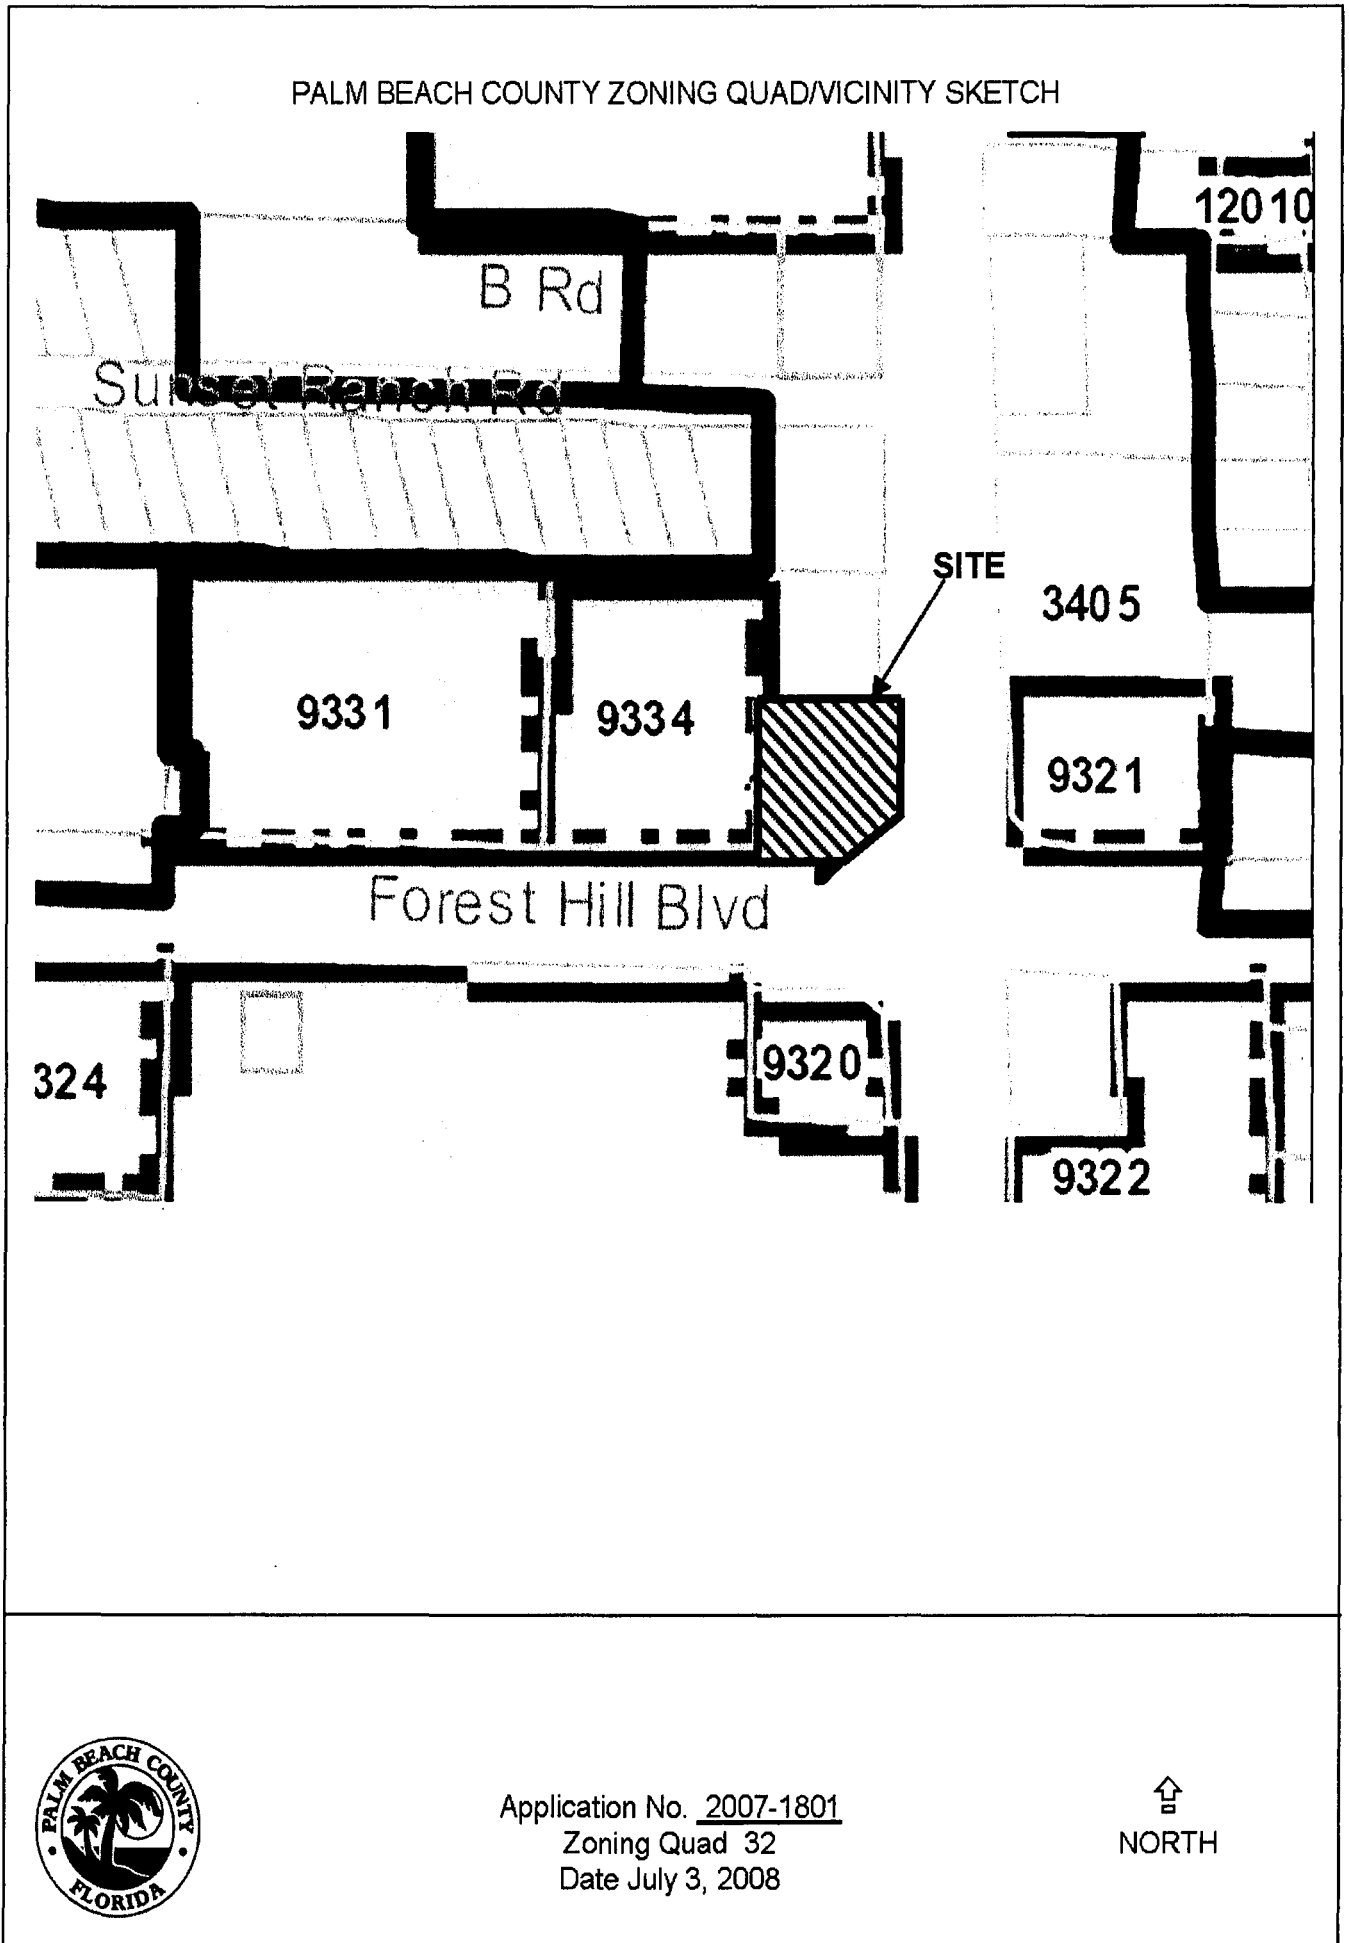 PALM BEACH COUNTY ZONING QUAD/VICINITY SKETCH
120 10
B Rd
Sunset Ranch Rd
SITE
3405
9331
9334
9321
Forest Hill Blvd
324
9320
9322
PALM BEACH COUNTY
FLORIDA
Application No. 2007-1801
Zoning Quad 32
Date July 3, 2008
NORTH